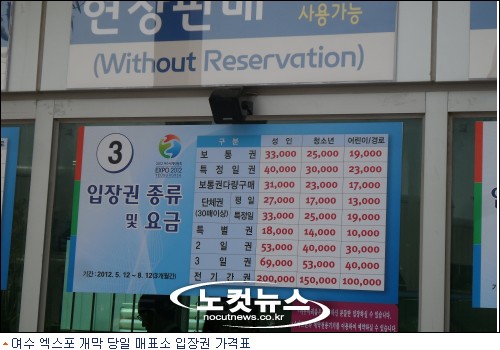 현장판매 사용가능
(Without Reservation)
3
EXPO 2012
입장권 종류
및 요금
기간 : 2012. 5. 12 ~ 8. 12(3개월간)
구 분 성 인 청소년 어린이/경로
보 통 권 33,000 25,000 19,000
특 정 일 권 40,000 30,000 23,000
보통권다량구매 31,000 23,000 17,000
단체권 (30매이상) 평 일 27,000 17,000 13,000
특정일 33,000 25,000 19,000
특 별 권 18,000 14,000 10,000
2 일 권 53,000 40,000 30,000
3 일 권 69,000 53,000 40,000
전 기 간 권 200,000 150,000 100,000
노컷뉴스
nocutnews.co.kr
여수 엑스포 개막 당일 매표소 입장권 가격표